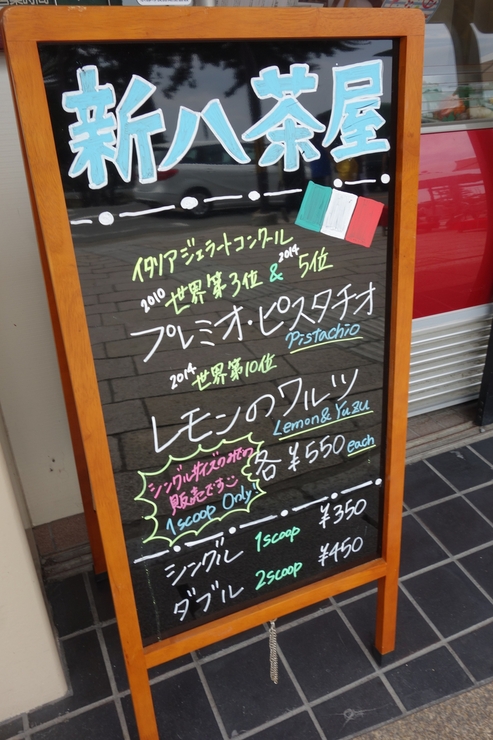 新八茶屋
イタリアジェラートコンクール
2010 世界第3位 & 2014 5位
プレミオ・ピスタチオ
Pistachio
2014 世界第10位
レモンのワルツ
Lemon & Yuzu
各 ¥550 each
シングルサイズのみでの
販売です
1scoop Only!
シングル 1scoop ¥350
ダブル 2scoop ¥450